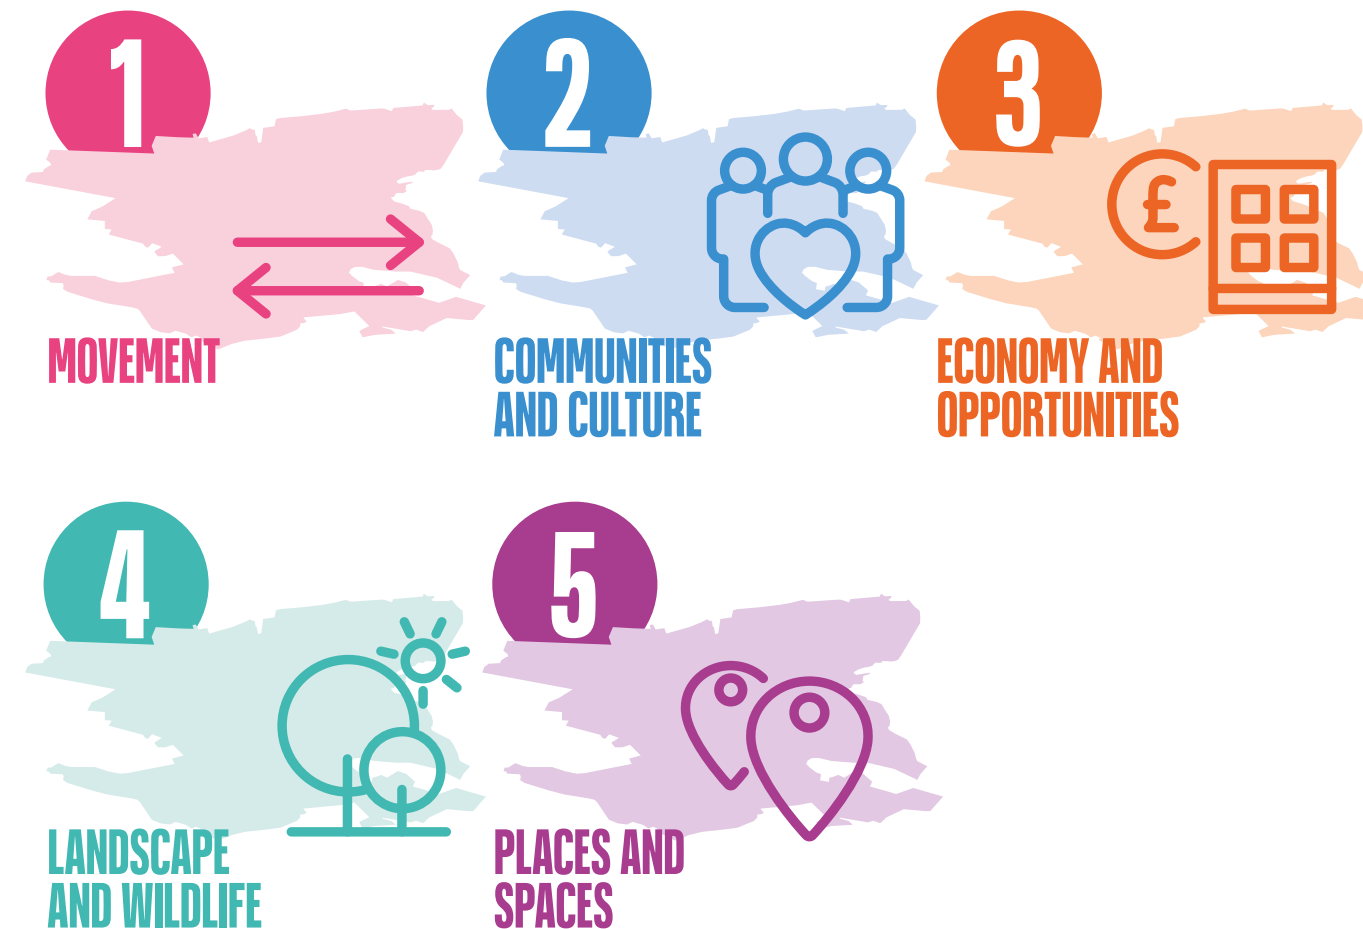 1
MOVEMENT
2
COMMUNITIES
AND CULTURE
3
£
ECONOMY AND
OPPORTUNITIES
4
LANDSCAPE
AND WILDLIFE
5
PLACES AND
SPACES